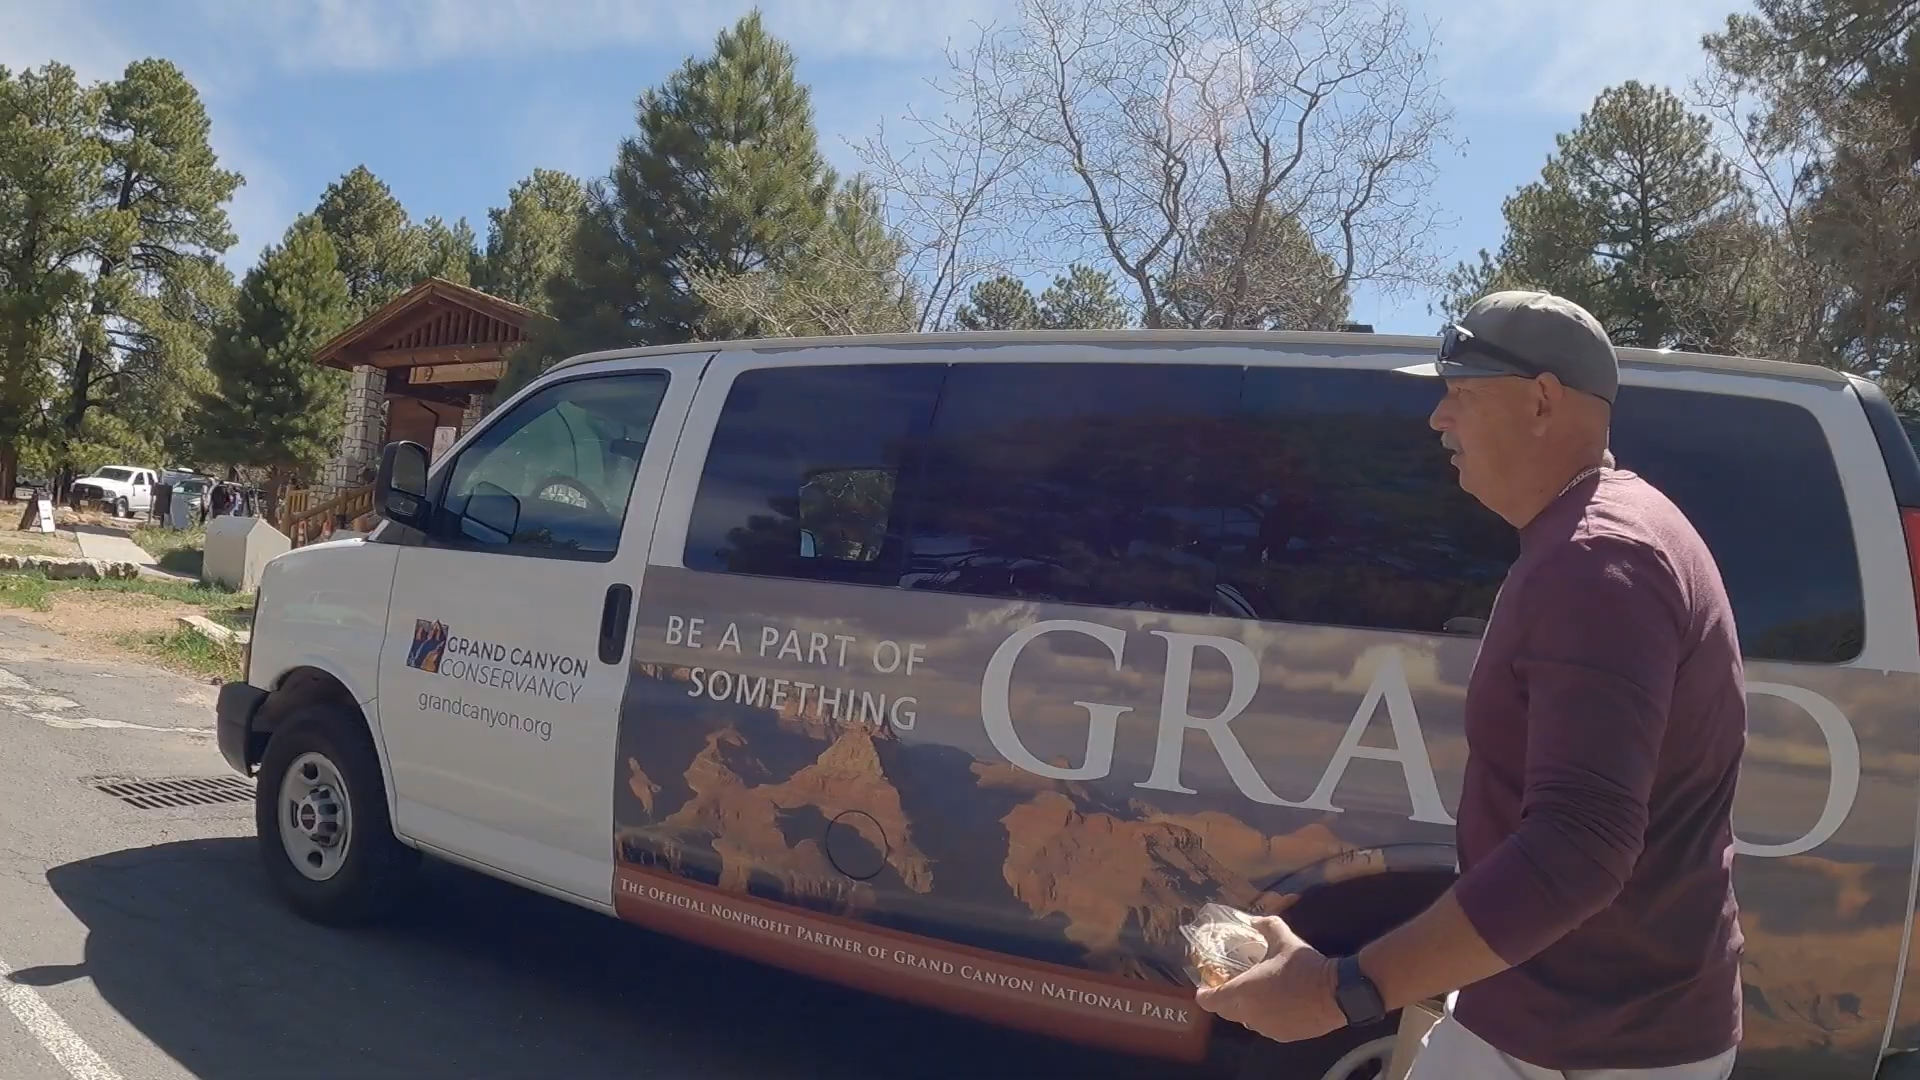 GRAND CANYON
CONSERVANCY
grandcanyon.org
BE A PART OF
SOMETHING
GRA D
THE OFFICIAL NONPROFIT PARTNER OF GRAND CANYON NATIONAL PARK